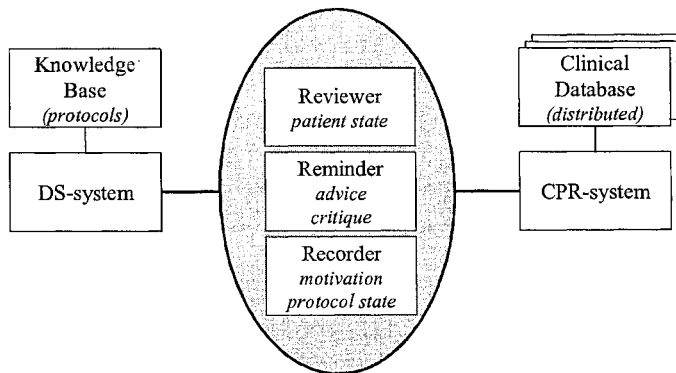 Knowledge
Base
(protocols)
DS-system
Reviewer
patient state
Reminder
advice
critique
Recorder
motivation
protocol state
Clinical
Database
(distributed)
CPR-system